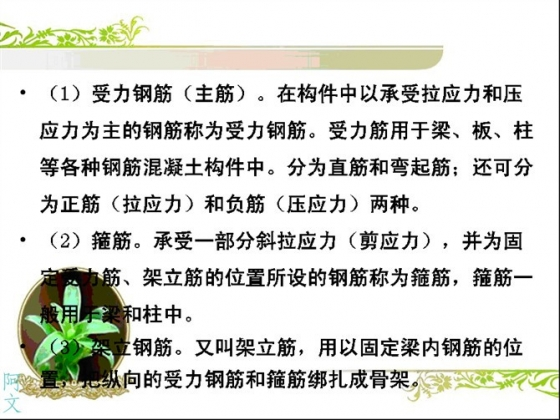 • （1）受力钢筋（主筋）。在构件中以承受拉应力和压
应力为主的钢筋称为受力钢筋。受力筋用于梁、板、柱
等各种钢筋混凝土构件中。分为直筋和弯起筋；还可分
为正筋（拉应力）和负筋（压应力）两种。
• （2）箍筋。承受一部分斜拉应力（剪应力），并为固
定受力筋、架立筋的位置所设的钢筋称为箍筋，箍筋一
般用于梁和柱中。
• （3）架立钢筋。又叫架立筋，用以固定梁内钢筋的位
置，把纵向的受力钢筋和箍筋绑扎成骨架。
阿
文